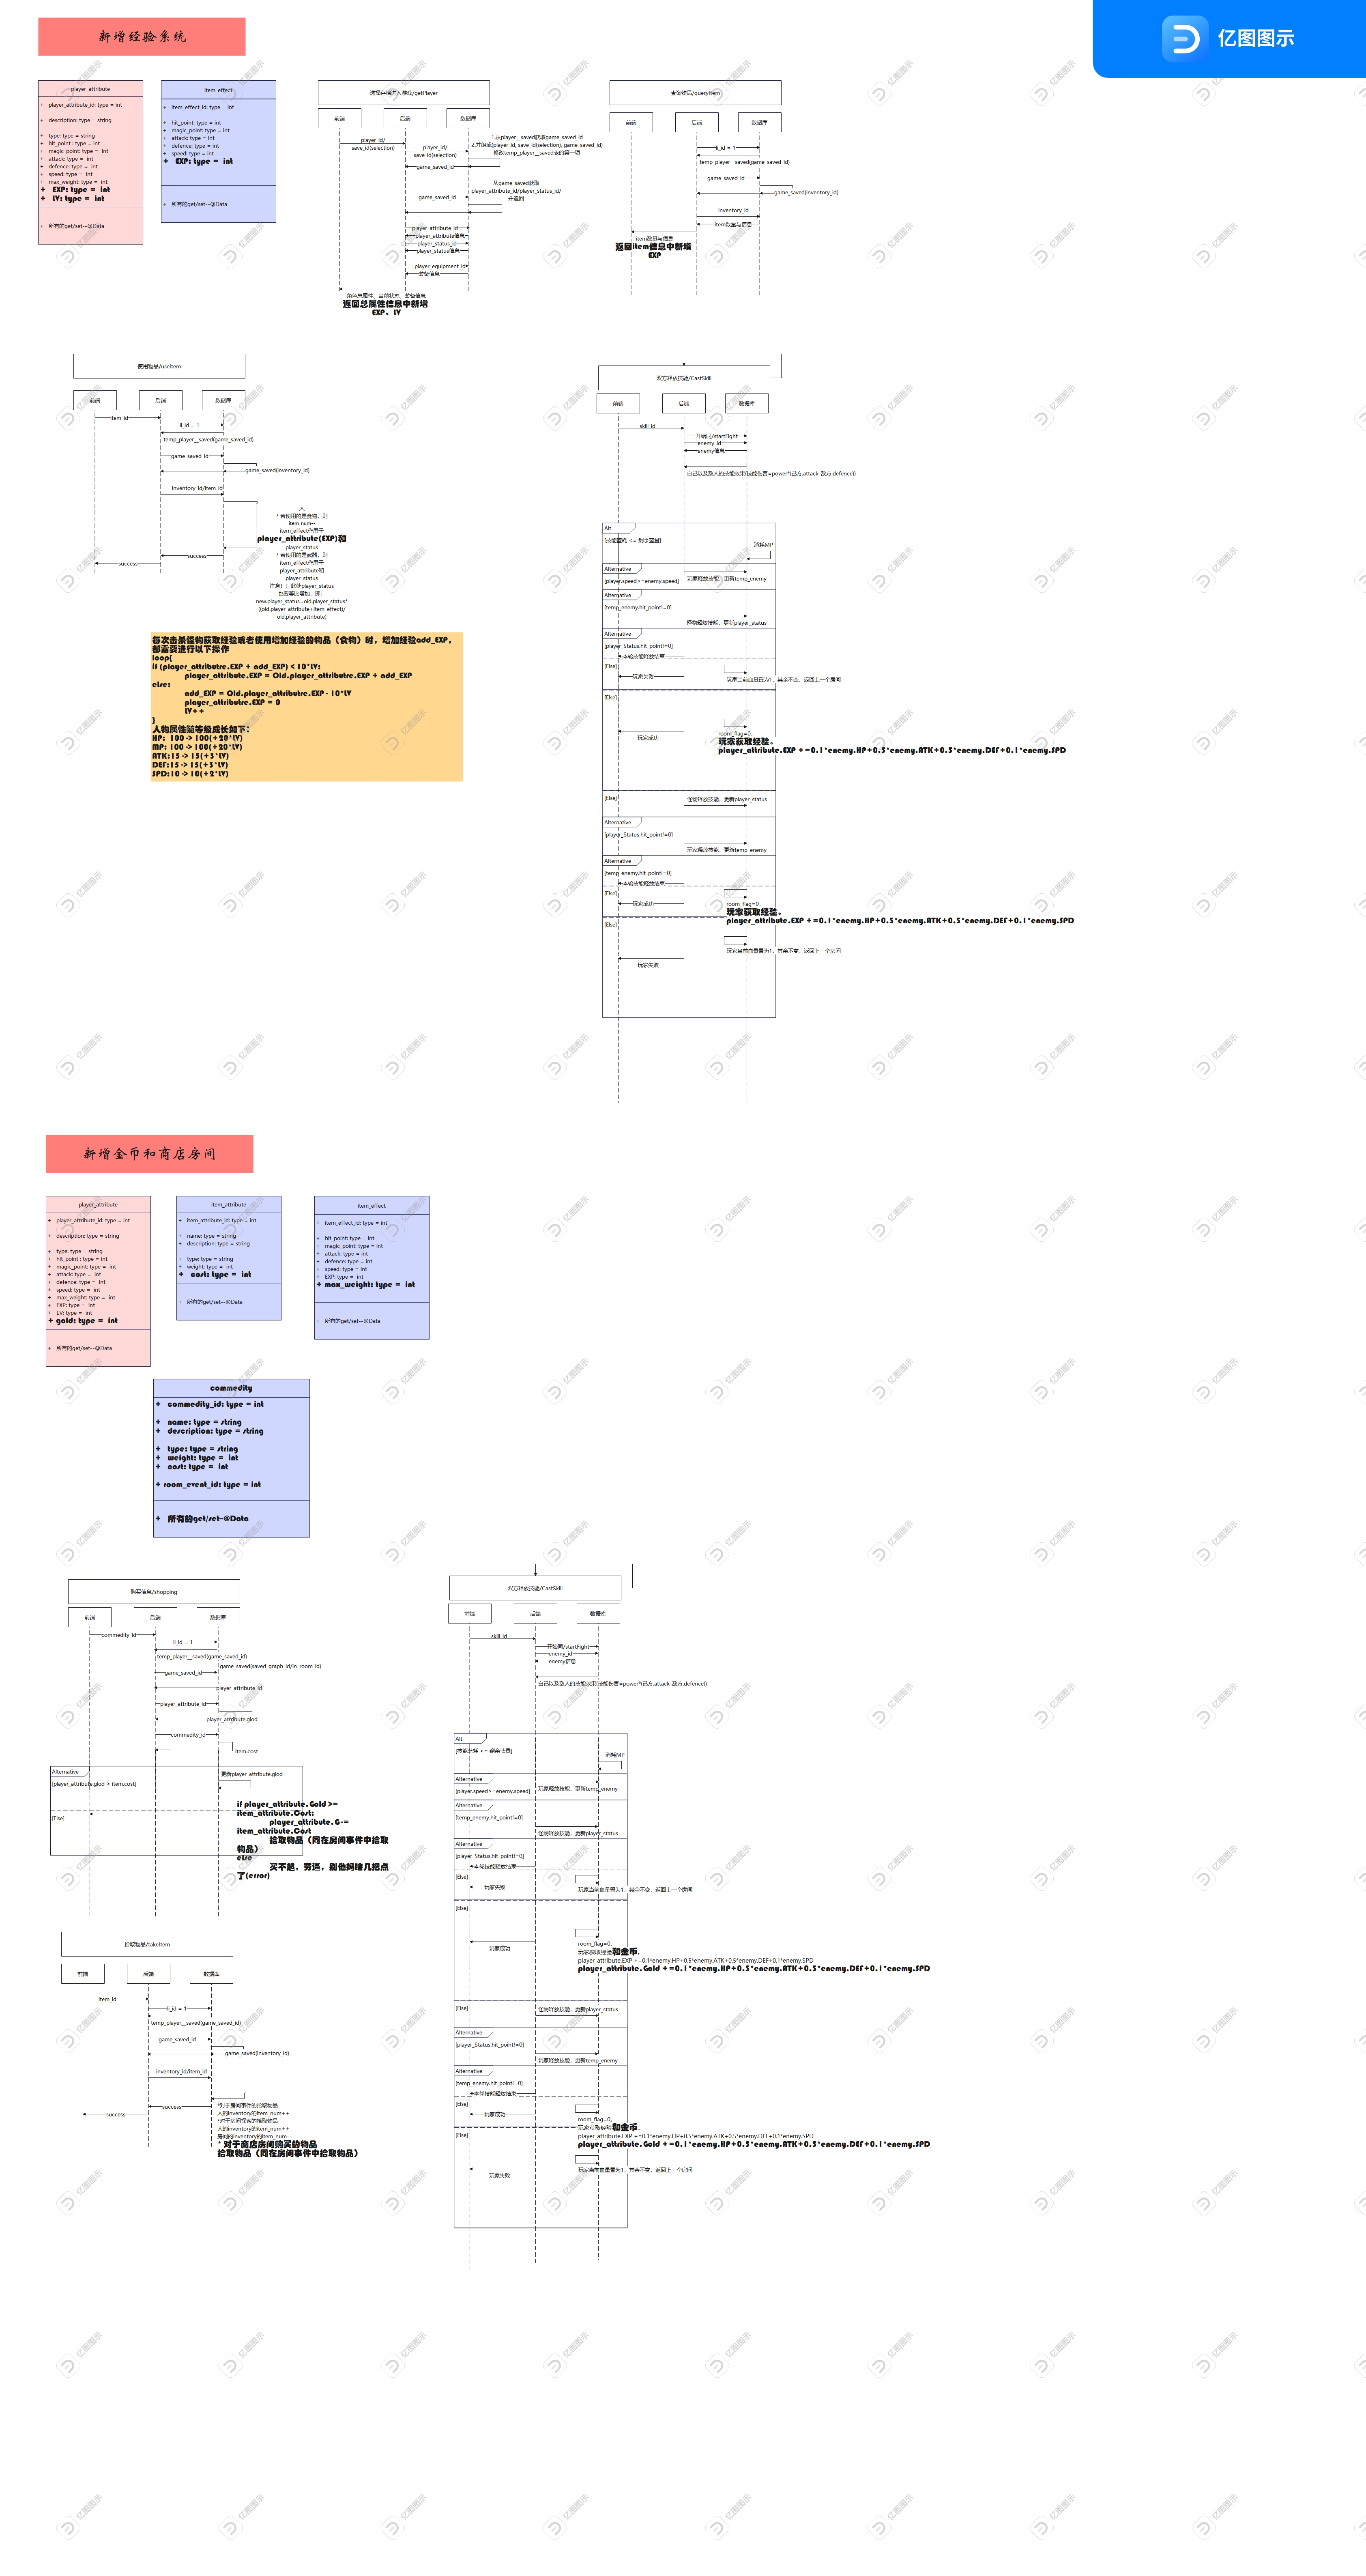 亿图图示
新增经验系统
player_attribute
+ player_attribute_id: type = int
+ description: type = string
+ type: type = string
+ hit_point : type = int
+ magic_point: type = int
+ attack: type = int
+ defence: type = int
+ speed: type = int
+ max_weight: type = int
+ EXP: type = int
+ LV: type = int
+ 所有的get/set--@Data
item_effect
+ item_effect_id: type = int
+ hit_point: type = int
+ magic_point: type = int
+ attack: type = int
+ defence: type = int
+ speed: type = int
+ EXP: type = int
+ 所有的get/set--@Data
选择存档进入游戏/getPlayer
前端
后端
数据库
player_id/
save_id(selection)
player_id/
save_id(selection)
1.从player__saved获取game_saved_id
2.并组成(player_id, save_id(selection), game_saved_id)
修改temp_player__saved表的第一项
game_saved_id
从game_saved获取
player_attribute_id/player_status_id/
并返回
game_saved_id
player_attribute_id
player_attribute信息
player_status_id
player_status信息
player_equipment_id
装备信息
角色总属性、当前状态、装备信息
返回总属性信息中新增
EXP、LV
查询物品/queryItem
前端
后端
数据库
li_id = 1
temp_player__saved(game_saved_id)
game_saved_id
game_saved(inventory_id)
inventory_id
item数量与信息
item数量与信息
返回item信息中新增
EXP
使用物品/useItem
前端
后端
数据库
item_id
li_id = 1
temp_player__saved(game_saved_id)
game_saved_id
game_saved(inventory_id)
inventory_id/item_id
--------人:--------
* 若使用的是食物，则
item_num--
item_effect作用于
player_attribute(EXP)和
player_status
* 若使用的是武器，则
item_effect作用于
player_attribute和
player_status
注意！！此处player_status
也要等比增加，即：
new.player_status=old.player_status*
((old.player_attribute+item_effect)/
old.player_attribute)
success
success
每次击杀怪物获取经验或者使用增加经验的物品（食物）时，增加经验add_EXP，
都需要进行以下操作
loop{
if (player_attributre.EXP + add_EXP) < 10*LV:
player_attribute.EXP = Old.player_attributre.EXP + add_EXP
else:
add_EXP = Old.player_attributre.EXP - 10*LV
player_attributre.EXP = 0
LV++
}
人物属性随等级成长如下：
HP: 100 -> 100(+20*LV)
MP: 100 -> 100(+20*LV)
ATK:15 -> 15(+3*LV)
DEF:15 -> 15(+3*LV)
SPD:10 -> 10(+2*LV)
双方释放技能/CastSkill
前端
后端
数据库
skill_id
开始同/startFight
enemy_id
enemy信息
自己以及敌人的技能效果(技能伤害=power*(己方.attack-敌方.defence))
Alt
[技能蓝耗 <= 剩余蓝量]
消耗MP
Alternative
[player.speed>=enemy.speed]
玩家释放技能，更新temp_enemy
Alternative
[temp_enemy.hit_point!=0]
怪物释放技能，更新player_status
Alternative
[player_Status.hit_point!=0]
本轮技能释放结果
[Else]
玩家失败
玩家当前血量置为1，其余不变，返回上一个房间
[Else]
玩家成功
room_flag=0，
玩家获取经验，
player_attribute.EXP +=0.1*enemy.HP+0.5*enemy.ATK+0.5*enemy.DEF+0.1*enemy.SPD
[Else]
怪物释放技能，更新player_status
Alternative
[player_Status.hit_point!=0]
玩家释放技能，更新temp_enemy
Alternative
[temp_enemy.hit_point!=0]
本轮技能释放结果
[Else]
玩家成功
room_flag=0，
玩家获取经验，
player_attribute.EXP +=0.1*enemy.HP+0.5*enemy.ATK+0.5*enemy.DEF+0.1*enemy.SPD
[Else]
玩家当前血量置为1，其余不变，返回上一个房间
玩家失败
新增金币和商店房间
player_attribute
+ player_attribute_id: type = int
+ description: type = string
+ type: type = string
+ hit_point : type = int
+ magic_point: type = int
+ attack: type = int
+ defence: type = int
+ speed: type = int
+ max_weight: type = int
+ EXP: type = int
+ LV: type = int
+ gold: type = int
+ 所有的get/set--@Data
item_attribute
+ item_attribute_id: type = int
+ name: type = string
+ description: type = string
+ type: type = string
+ weight: type = int
+ cost: type = int
+ 所有的get/set--@Data
item_effect
+ item_effect_id: type = int
+ hit_point: type = int
+ magic_point: type = int
+ attack: type = int
+ defence: type = int
+ speed: type = int
+ EXP: type = int
+ max_weight: type = int
+ 所有的get/set--@Data
commedity
+ commedity_id: type = int
+ name: type = string
+ description: type = string
+ type: type = string
+ weight: type = int
+ cost: type = int
+ room_event_id: type = int
+ 所有的get/set--@Data
购买信息/shopping
前端
后端
数据库
commedity_id
li_id = 1
temp_player__saved(game_saved_id)
game_saved(saved_graph_id/in_room_id)
game_saved_id
player_attribute_id
player_attribute_id
player_attribute.glod
commedity_id
item.cost
Alternative
更新player_attribute.glod
[player_attribute.glod > item.cost]
if player_attribute.Gold >=
item_attribute.Cost:
player_attribute.G-=
item_attribute.Cost
拾取物品（同在房间事件中拾取
物品）
else
买不起，穷逼，别他妈瞎几把点
了(error)
[Else]
拾取物品/takeItem
前端
后端
数据库
item_id
li_id = 1
temp_player__saved(game_saved_id)
game_saved_id
game_saved(inventory_id)
inventory_id/item_id
success
success
*对于房间事件的拾取物品
人的inventory的item_num++
*对于房间探索的拾取物品
人的inventory的item_num++
房间的inventory的item_num--
* 对于商店房间购买的物品
拾取物品（同在房间事件中拾取物品）
双方释放技能/CastSkill
前端
后端
数据库
skill_id
开始同/startFight
enemy_id
enemy信息
自己以及敌人的技能效果(技能伤害=power*(己方.attack-敌方.defence))
Alt
[技能蓝耗 <= 剩余蓝量]
消耗MP
Alternative
[player.speed>=enemy.speed]
玩家释放技能，更新temp_enemy
Alternative
[temp_enemy.hit_point!=0]
怪物释放技能，更新player_status
Alternative
[player_Status.hit_point!=0]
本轮技能释放结果
[Else]
玩家失败
玩家当前血量置为1，其余不变，返回上一个房间
[Else]
玩家成功
room_flag=0，
玩家获取经验和金币，
player_attribute.EXP +=0.1*enemy.HP+0.5*enemy.ATK+0.5*enemy.DEF+0.1*enemy.SPD
player_attribute.Gold +=0.1*enemy.HP+0.5*enemy.ATK+0.5*enemy.DEF+0.1*enemy.SPD
[Else]
怪物释放技能，更新player_status
Alternative
[player_Status.hit_point!=0]
玩家释放技能，更新temp_enemy
Alternative
[temp_enemy.hit_point!=0]
本轮技能释放结果
[Else]
玩家成功
room_flag=0，
玩家获取经验和金币，
player_attribute.EXP +=0.1*enemy.HP+0.5*enemy.ATK+0.5*enemy.DEF+0.1*enemy.SPD
player_attribute.Gold +=0.1*enemy.HP+0.5*enemy.ATK+0.5*enemy.DEF+0.1*enemy.SPD
[Else]
玩家当前血量置为1，其余不变，返回上一个房间
玩家失败